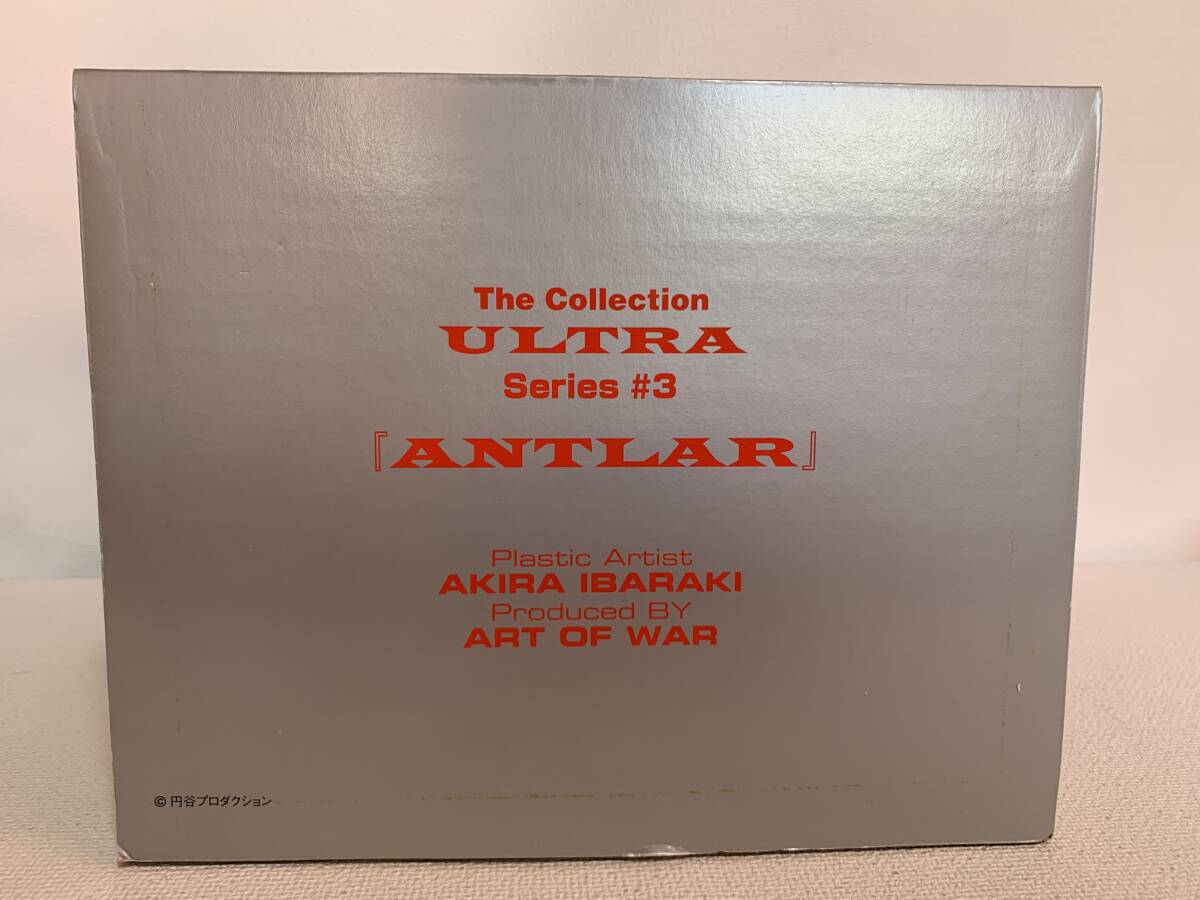 The Collection
ULTRA
Series #3
『ANTLAR』
Plastic Artist
AKIRA IBARAKI
Produced BY
ART OF WAR
© 円谷プロダクション